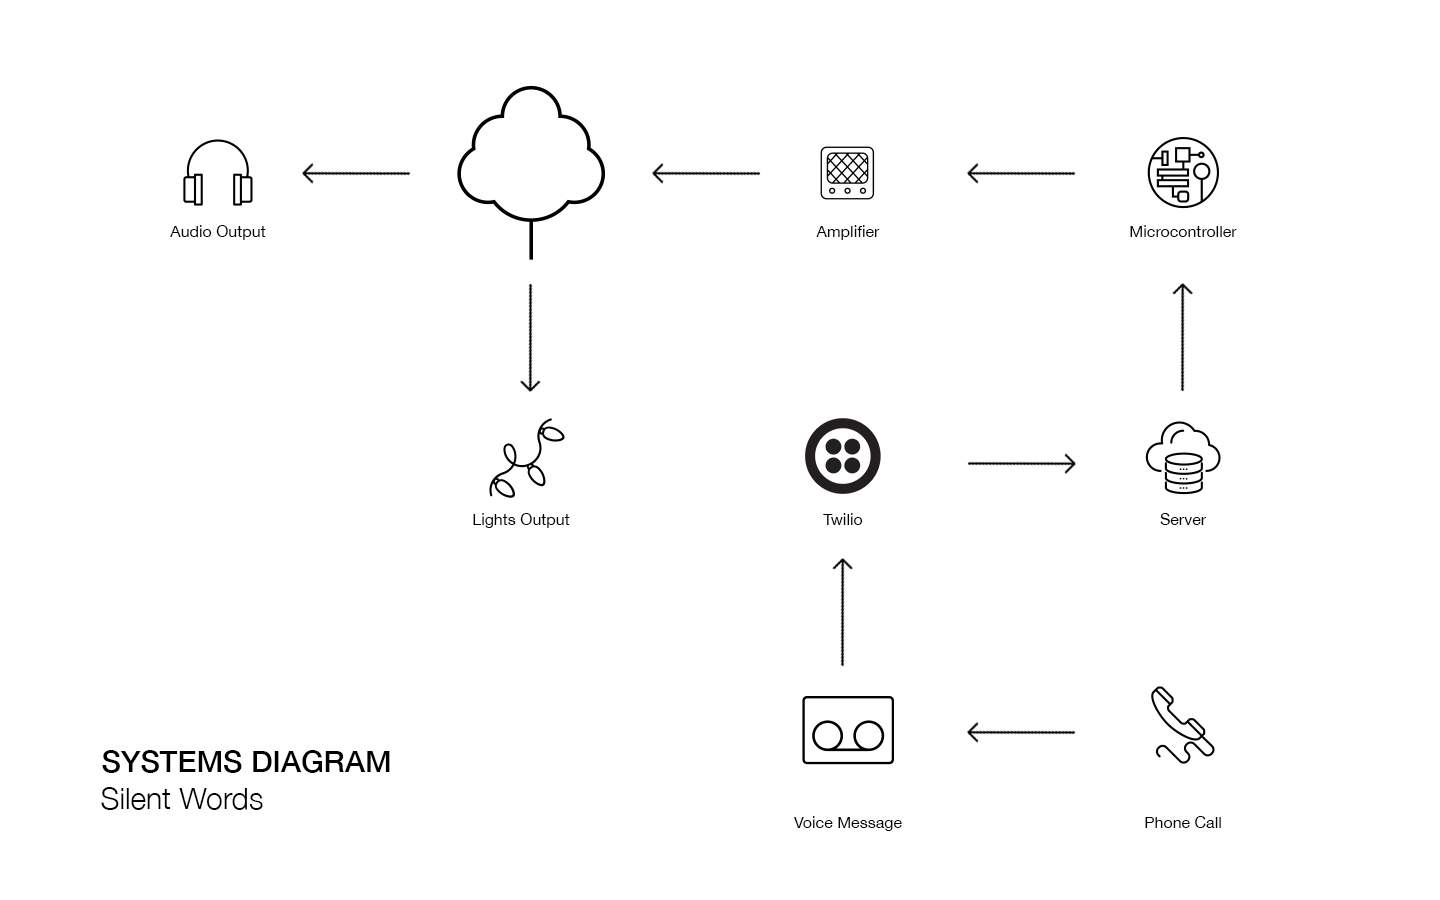 Audio Output
Amplifier
Microcontroller
Lights Output
Twilio
Server
SYSTEMS DIAGRAM
Silent Words
Voice Message
Phone Call